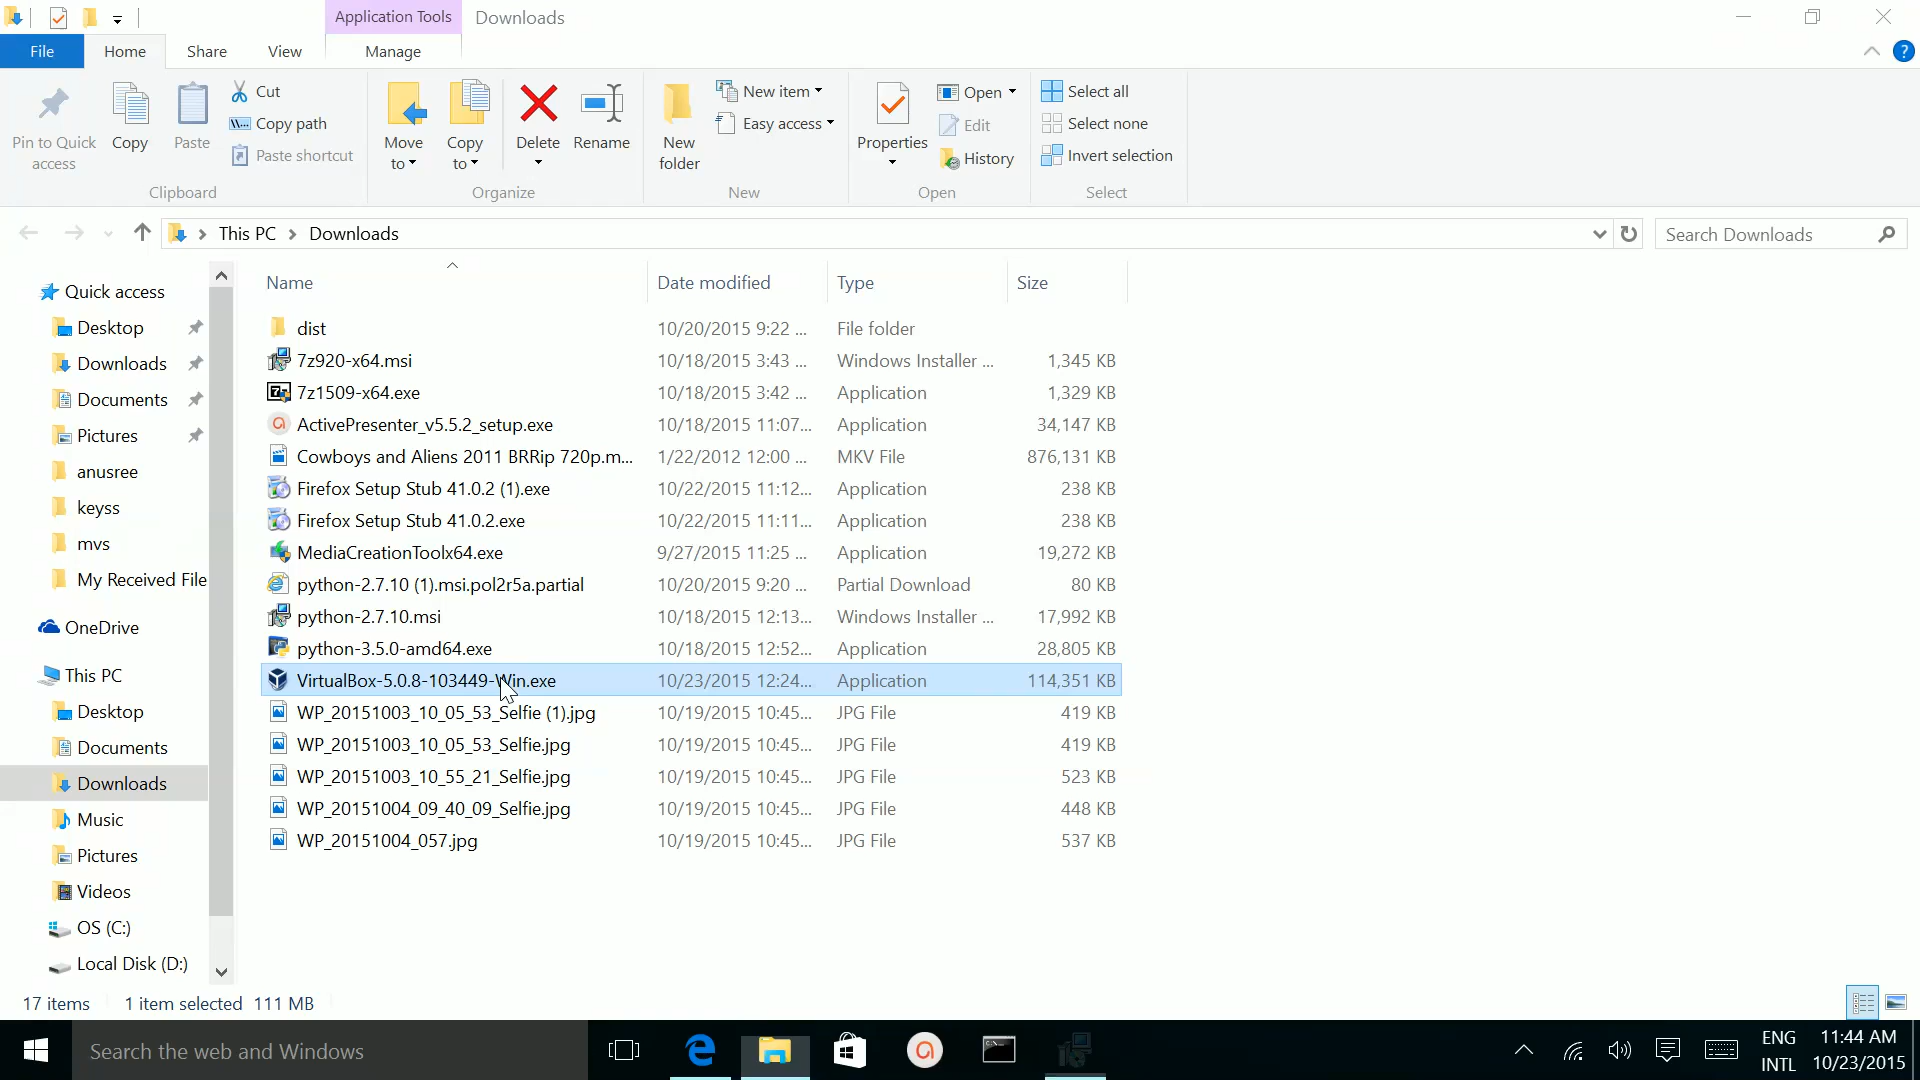 Application Tools Downloads
File Home Share View Manage
Pin to Quick access
Copy
Paste
Cut
Copy path
Paste shortcut
Clipboard
Move to
Copy to
Delete
Rename
Organize
New folder
New item
Easy access
New
Properties
Open
Edit
History
Open
Select all
Select none
Invert selection
Select
This PC > Downloads
Search Downloads
Quick access
Desktop
Downloads
Documents
Pictures
anusree
keyss
mvs
My Received File
OneDrive
This PC
Desktop
Documents
Downloads
Music
Pictures
Videos
OS (C:)
Local Disk (D:)
Name Date modified Type Size
dist 10/20/2015 9:22 ... File folder
7z920-x64.msi 10/18/2015 3:43 ... Windows Installer ... 1,345 KB
7z1509-x64.exe 10/18/2015 3:42 ... Application 1,329 KB
ActivePresenter_v5.5.2_setup.exe 10/18/2015 11:07... Application 34,147 KB
Cowboys and Aliens 2011 BRRip 720p.m... 1/22/2012 12:00 ... MKV File 876,131 KB
Firefox Setup Stub 41.0.2 (1).exe 10/22/2015 11:12... Application 238 KB
Firefox Setup Stub 41.0.2.exe 10/22/2015 11:11... Application 238 KB
MediaCreationToolx64.exe 9/27/2015 11:25 ... Application 19,272 KB
python-2.7.10 (1).msi.pol2r5a.partial 10/20/2015 9:20 ... Partial Download 80 KB
python-2.7.10.msi 10/18/2015 12:13... Windows Installer ... 17,992 KB
python-3.5.0-amd64.exe 10/18/2015 12:52... Application 28,805 KB
VirtualBox-5.0.8-103449-Win.exe 10/23/2015 12:24... Application 114,351 KB
WP_20151003_10_05_53_Selfie (1).jpg 10/19/2015 10:45... JPG File 419 KB
WP_20151003_10_05_53_Selfie.jpg 10/19/2015 10:45... JPG File 419 KB
WP_20151003_10_55_21_Selfie.jpg 10/19/2015 10:45... JPG File 523 KB
WP_20151004_09_40_09_Selfie.jpg 10/19/2015 10:45... JPG File 448 KB
WP_20151004_057.jpg 10/19/2015 10:45... JPG File 537 KB
17 items 1 item selected 111 MB
Search the web and Windows
ENG
INTL
11:44 AM
10/23/2015